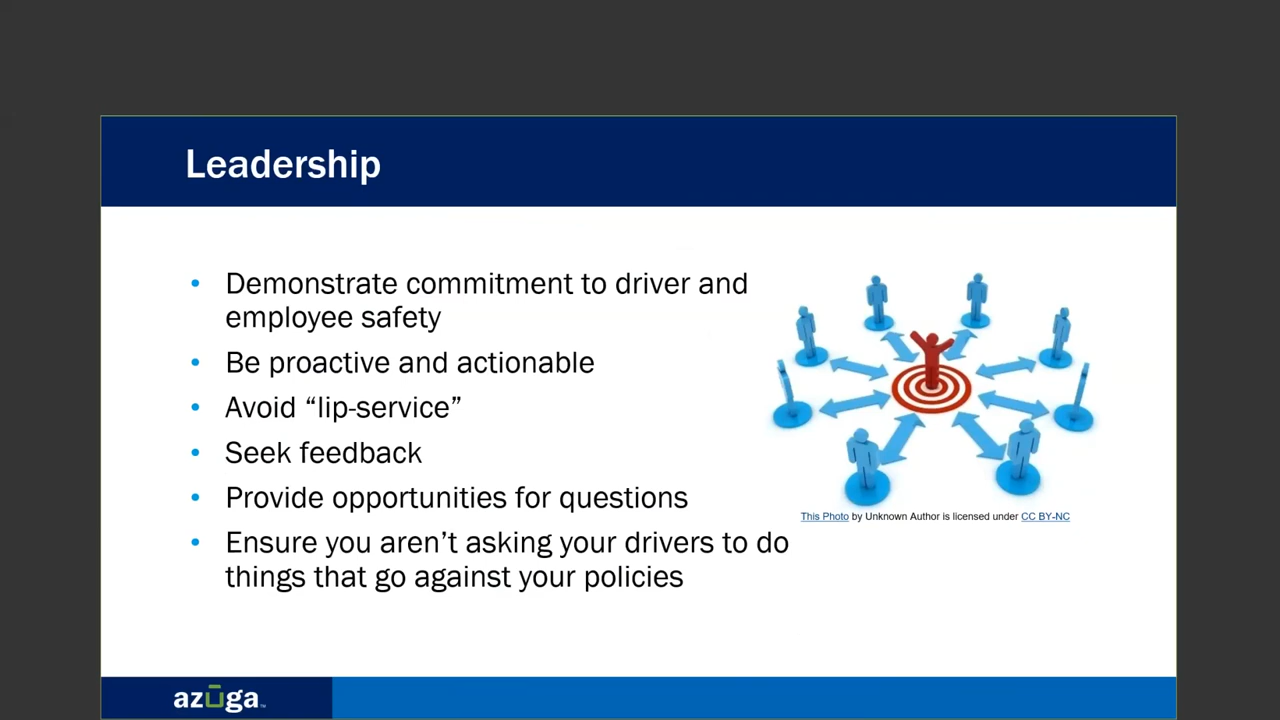 Leadership
• Demonstrate commitment to driver and
employee safety
• Be proactive and actionable
• Avoid “lip-service”
• Seek feedback
• Provide opportunities for questions
• Ensure you aren’t asking your drivers to do
things that go against your policies
This Photo by Unknown Author is licensed under CC BY-NC
azūga™